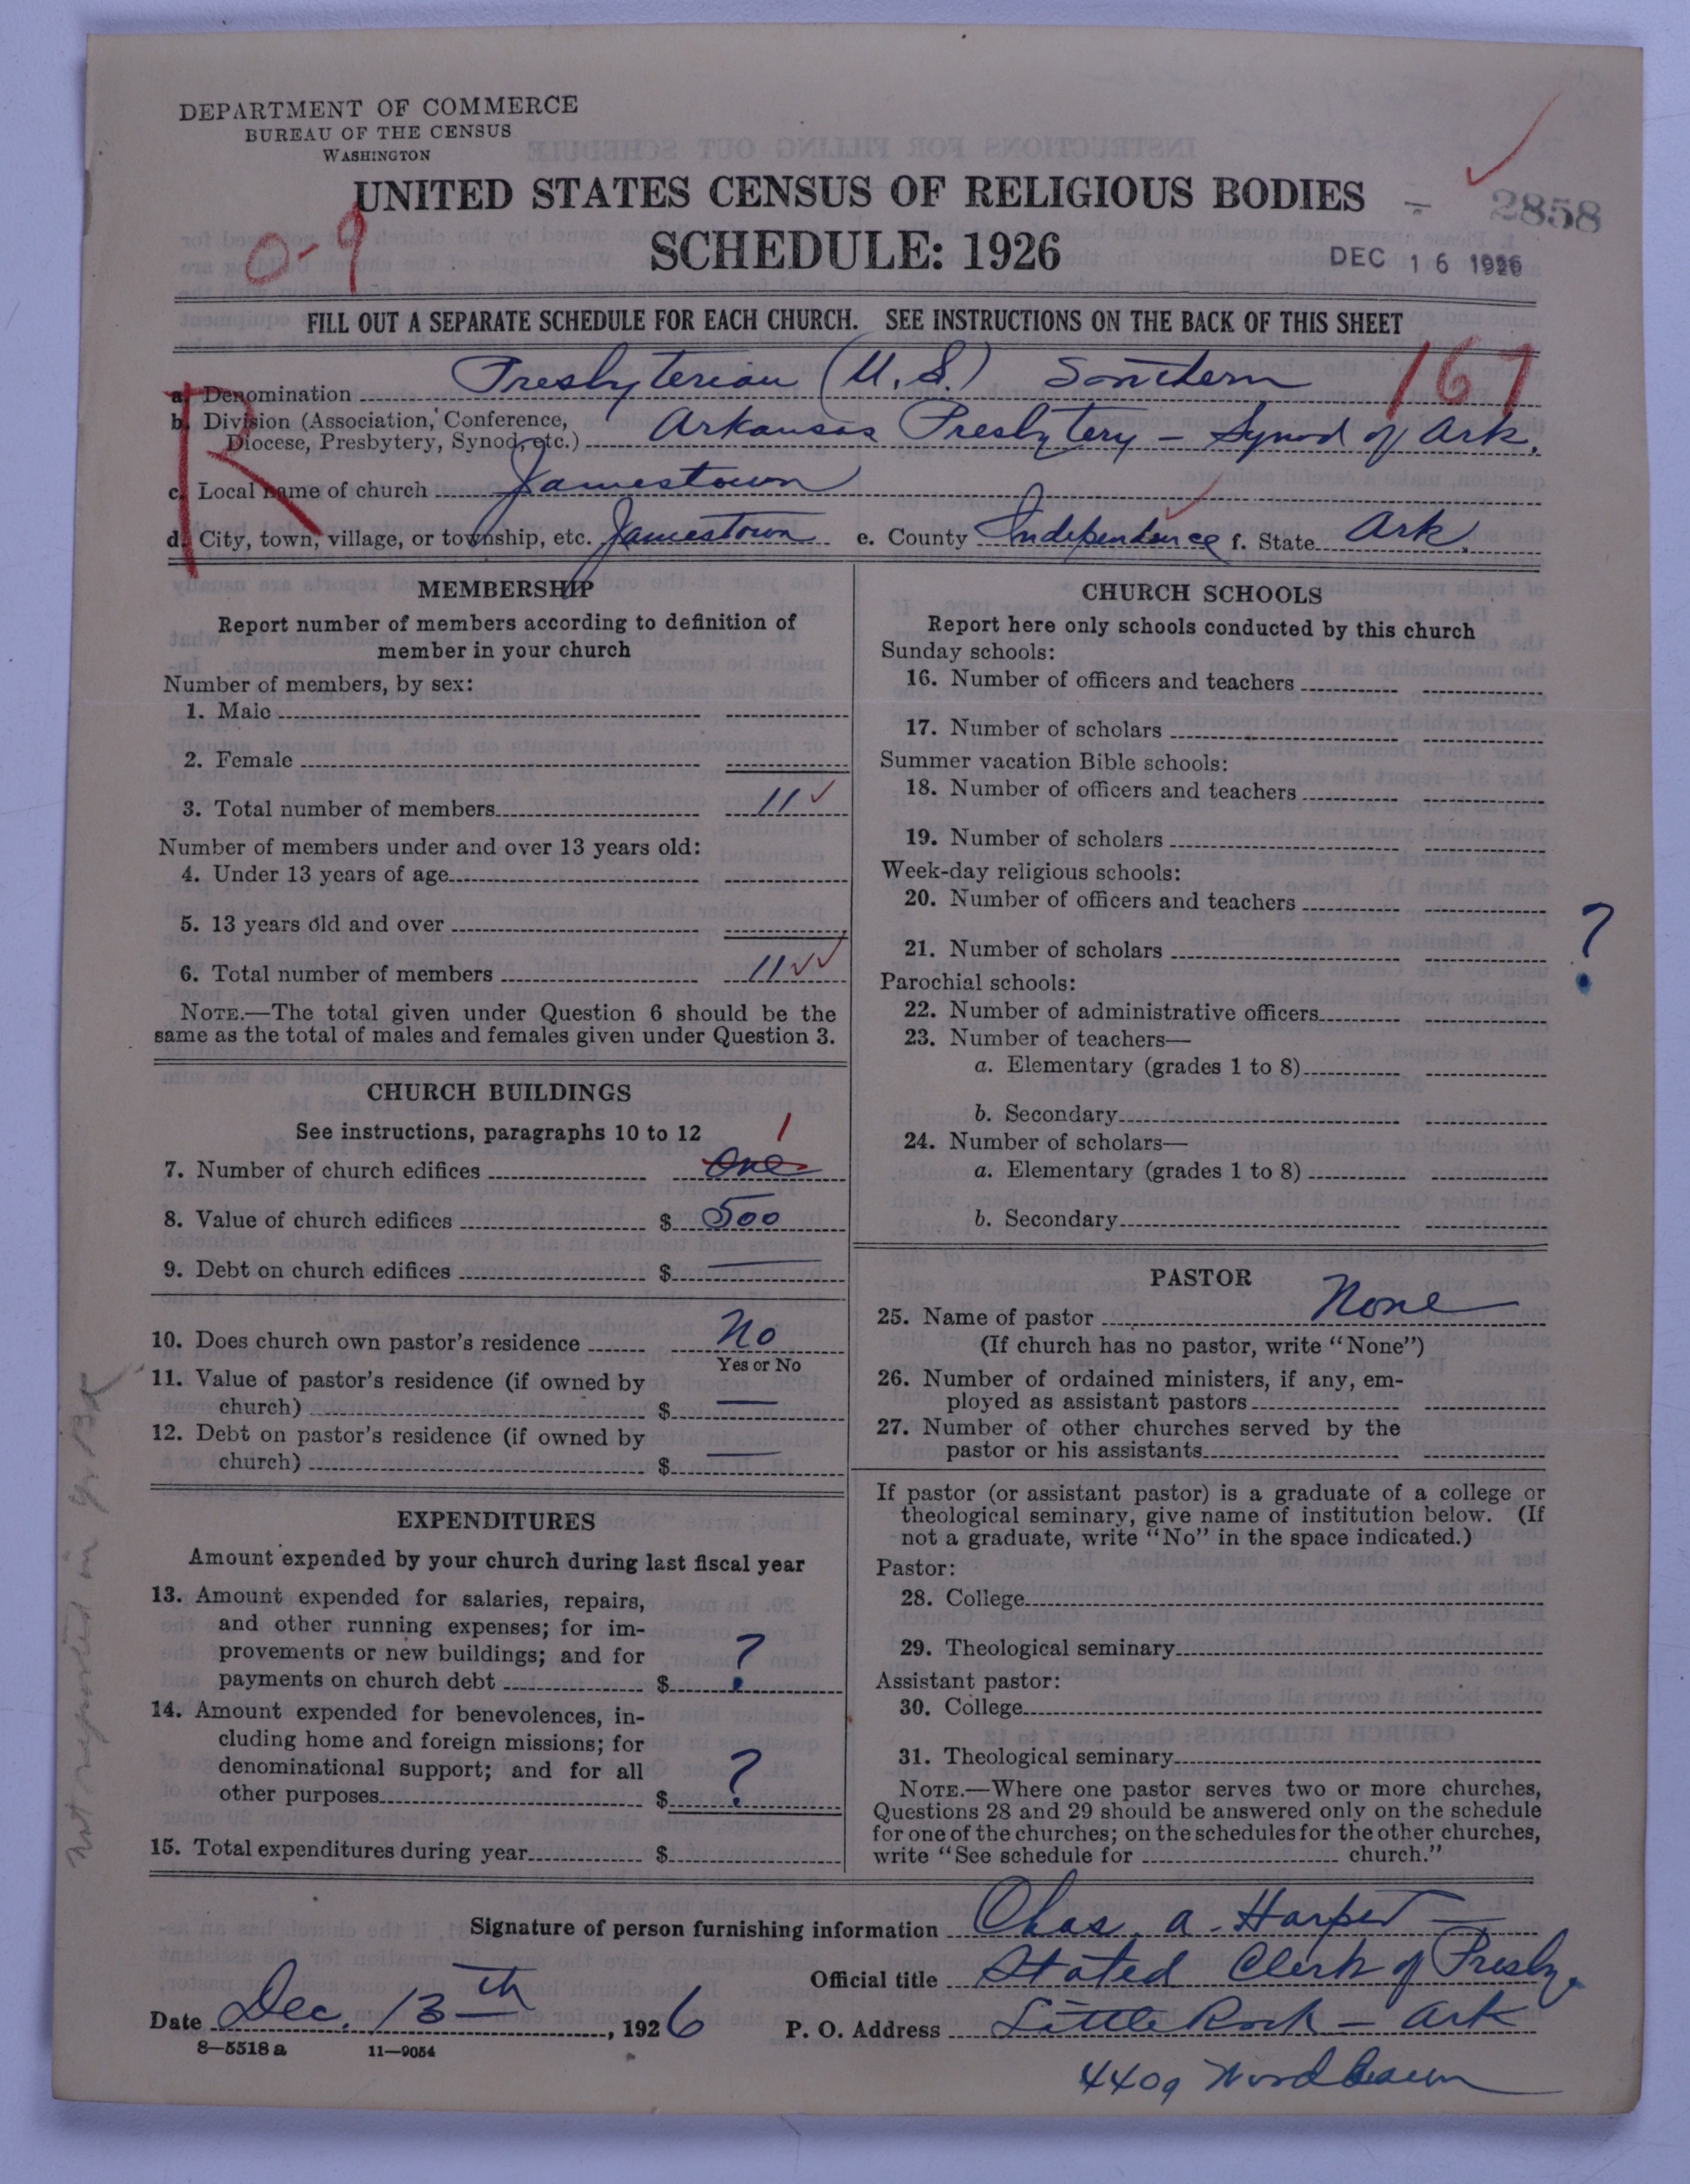 DEPARTMENT OF COMMERCE
BUREAU OF THE CENSUS
WASHINGTON
UNITED STATES CENSUS OF RELIGIOUS BODIES
2858
0-9
SCHEDULE: 1926
DEC 16 1926
FILL OUT A SEPARATE SCHEDULE FOR EACH CHURCH. SEE INSTRUCTIONS ON THE BACK OF THIS SHEET
167
R
a. Denomination Presbyterian (U.S.) Southern
b. Division (Association, Conference,
Diocese, Presbytery, Synod, etc.) Arkansas Presbytery - Synod of Ark.
c. Local name of church Jamestown
d. City, town, village, or township, etc. Jamestown e. County Independence f. State Ark.
MEMBERSHIP
Report number of members according to definition of
member in your church
Number of members, by sex:
1. Male
2. Female
3. Total number of members 11
Number of members under and over 13 years old:
4. Under 13 years of age
5. 13 years old and over
6. Total number of members 11
NOTE.—The total given under Question 6 should be the
same as the total of males and females given under Question 3.
CHURCH BUILDINGS
See instructions, paragraphs 10 to 12
1
7. Number of church edifices One
8. Value of church edifices $ 500
9. Debt on church edifices $ —
10. Does church own pastor's residence No
Yes or No
11. Value of pastor's residence (if owned by
church) $ —
12. Debt on pastor's residence (if owned by
church) $ —
EXPENDITURES
Amount expended by your church during last fiscal year
13. Amount expended for salaries, repairs,
and other running expenses; for im-
provements or new buildings; and for
payments on church debt $ ?
14. Amount expended for benevolences, in-
cluding home and foreign missions; for
denominational support; and for all
other purposes $ ?
15. Total expenditures during year $
CHURCH SCHOOLS
Report here only schools conducted by this church
Sunday schools:
16. Number of officers and teachers
17. Number of scholars
Summer vacation Bible schools:
18. Number of officers and teachers
19. Number of scholars
Week-day religious schools:
20. Number of officers and teachers
?
21. Number of scholars
Parochial schools:
22. Number of administrative officers
23. Number of teachers—
a. Elementary (grades 1 to 8)
b. Secondary
24. Number of scholars—
a. Elementary (grades 1 to 8)
b. Secondary
PASTOR
25. Name of pastor None
(If church has no pastor, write "None")
26. Number of ordained ministers, if any, em-
ployed as assistant pastors
27. Number of other churches served by the
pastor or his assistants
If pastor (or assistant pastor) is a graduate of a college or
theological seminary, give name of institution below. (If
not a graduate, write "No" in the space indicated.)
Pastor:
28. College
29. Theological seminary
Assistant pastor:
30. College
31. Theological seminary
NOTE.—Where one pastor serves two or more churches,
Questions 28 and 29 should be answered only on the schedule
for one of the churches; on the schedules for the other churches,
write "See schedule for church."
not reported in Yr Bk
Signature of person furnishing information Chas. A. Harper
Official title Stated Clerk of Presby.
Date Dec. 13th, 1926 P. O. Address Little Rock - Ark
8—5518 a 11—9054
4409 Woodlawn